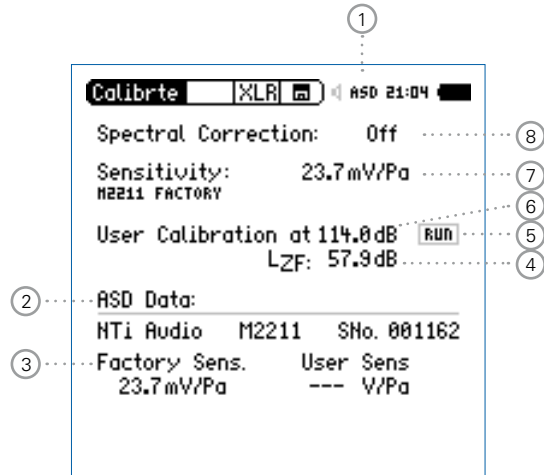 1
Calibrte XLR ASD 21:04
Spectral Correction: Off 8
Sensitivity: 23.7mV/Pa 7
M2211 FACTORY
6
User Calibration at 114.0dB RUN 5
LZF: 57.9dB 4
2 ASD Data:
NTi Audio M2211 SNo. 001162
3 Factory Sens. User Sens
23.7mV/Pa --- V/Pa